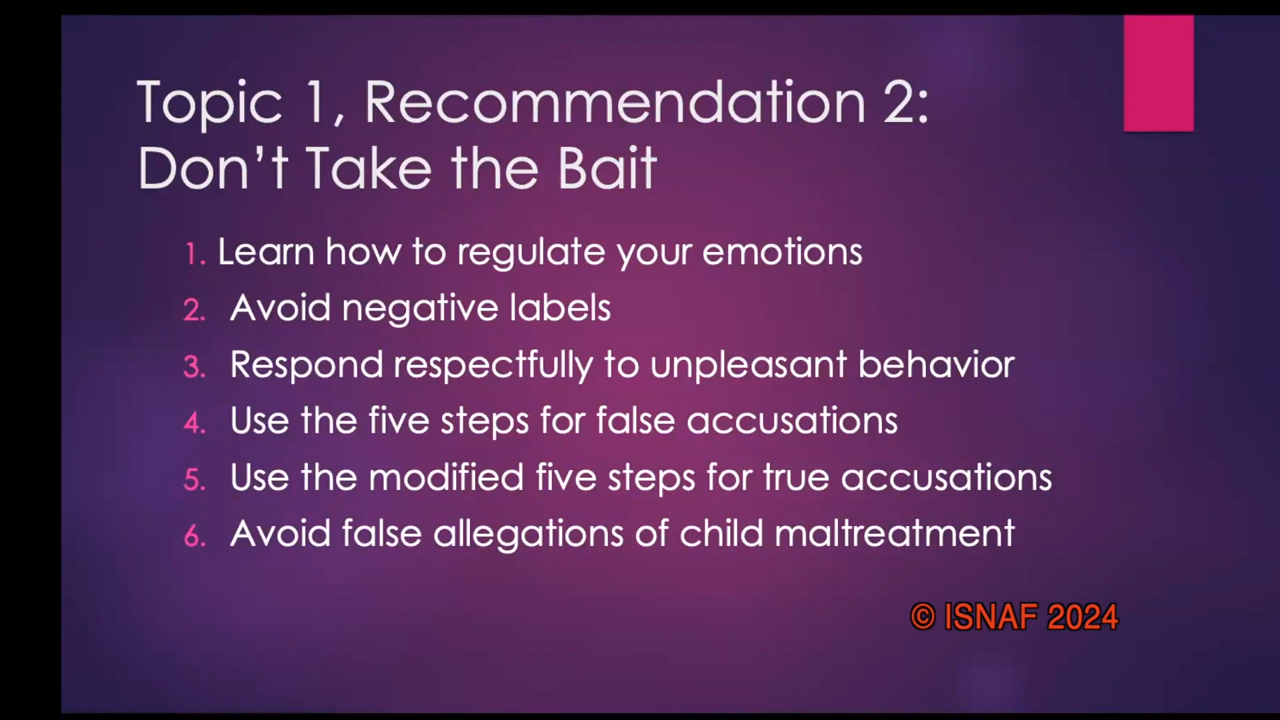 Topic 1, Recommendation 2:
Don’t Take the Bait
1. Learn how to regulate your emotions
2. Avoid negative labels
3. Respond respectfully to unpleasant behavior
4. Use the five steps for false accusations
5. Use the modified five steps for true accusations
6. Avoid false allegations of child maltreatment
© ISNAF 2024